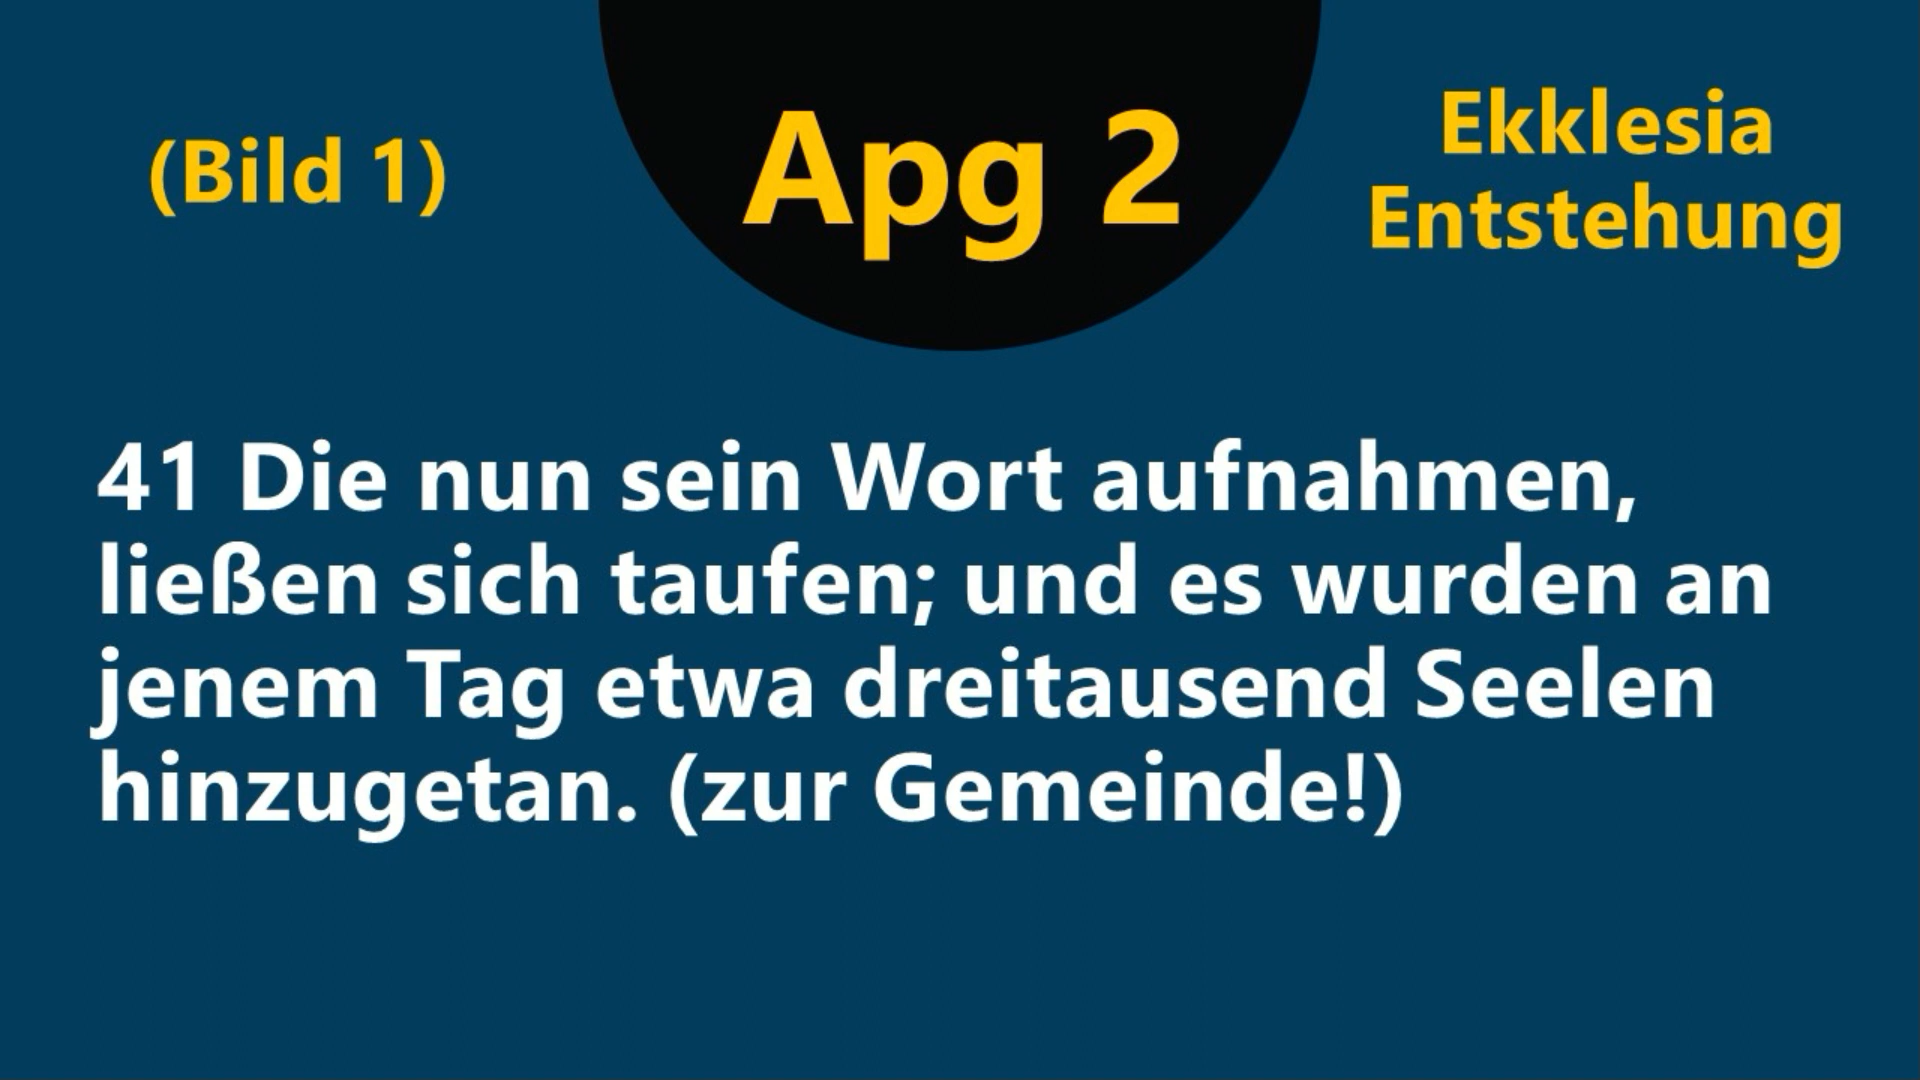 (Bild 1)
Apg 2
Ekklesia
Entstehung
41 Die nun sein Wort aufnahmen,
ließen sich taufen; und es wurden an
jenem Tag etwa dreitausend Seelen
hinzugetan. (zur Gemeinde!)